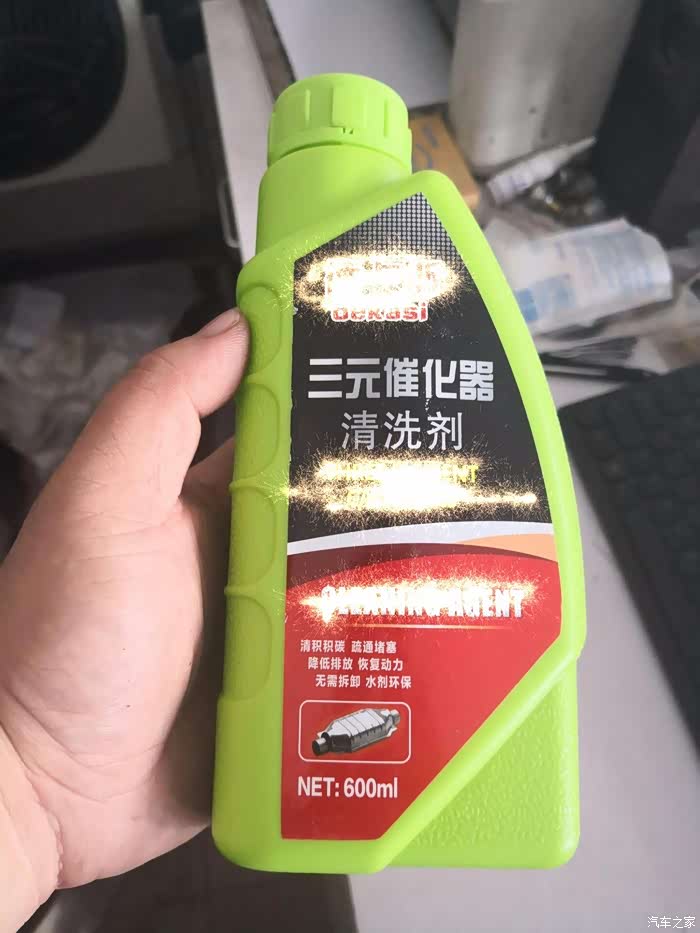 三元催化器
清洗剂
CLEANING AGENT
清积积碳 疏通堵塞
降低排放 恢复动力
无需拆卸 水剂环保
NET: 600ml
汽车之家